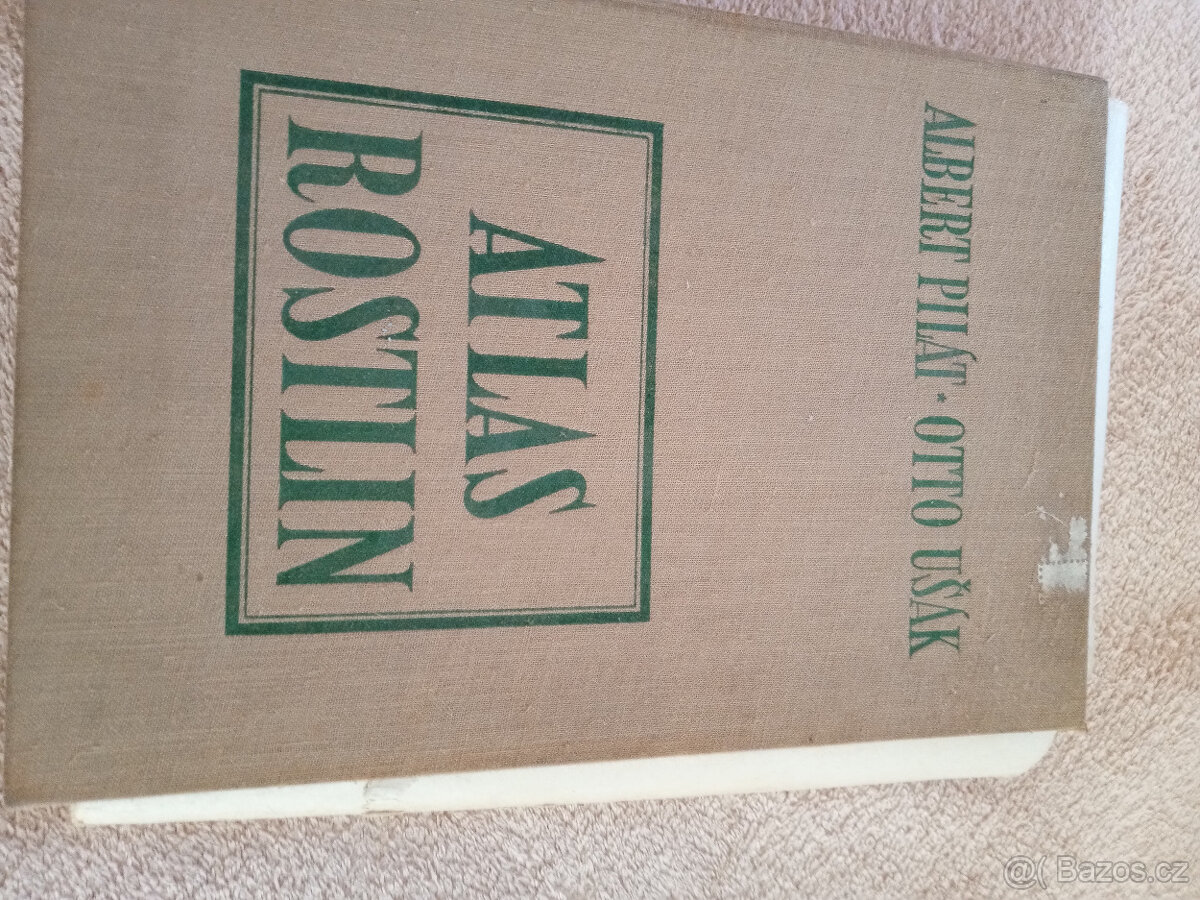 ALBERT PILÁT * OTTO UŠÁK
ATLAS
ROSTLIN
@( Bazos.cz